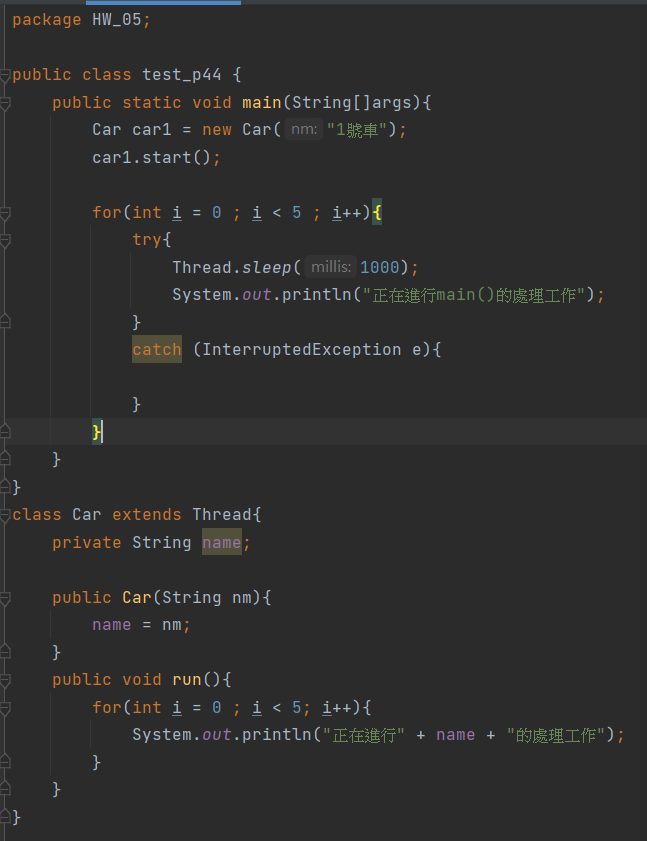 package HW_05;
public class test_p44 {
    public static void main(String[]args){
        Car car1 = new Car( nm: "1號車");
        car1.start();
        for(int i = 0 ; i < 5 ; i++){
            try{
                Thread.sleep( millis: 1000);
                System.out.println("正在進行main()的處理工作");
            }
            catch (InterruptedException e){
            }
        }
    }
}
class Car extends Thread{
    private String name;
    public Car(String nm){
        name = nm;
    }
    public void run(){
        for(int i = 0 ; i < 5; i++){
            System.out.println("正在進行" + name + "的處理工作");
        }
    }
}